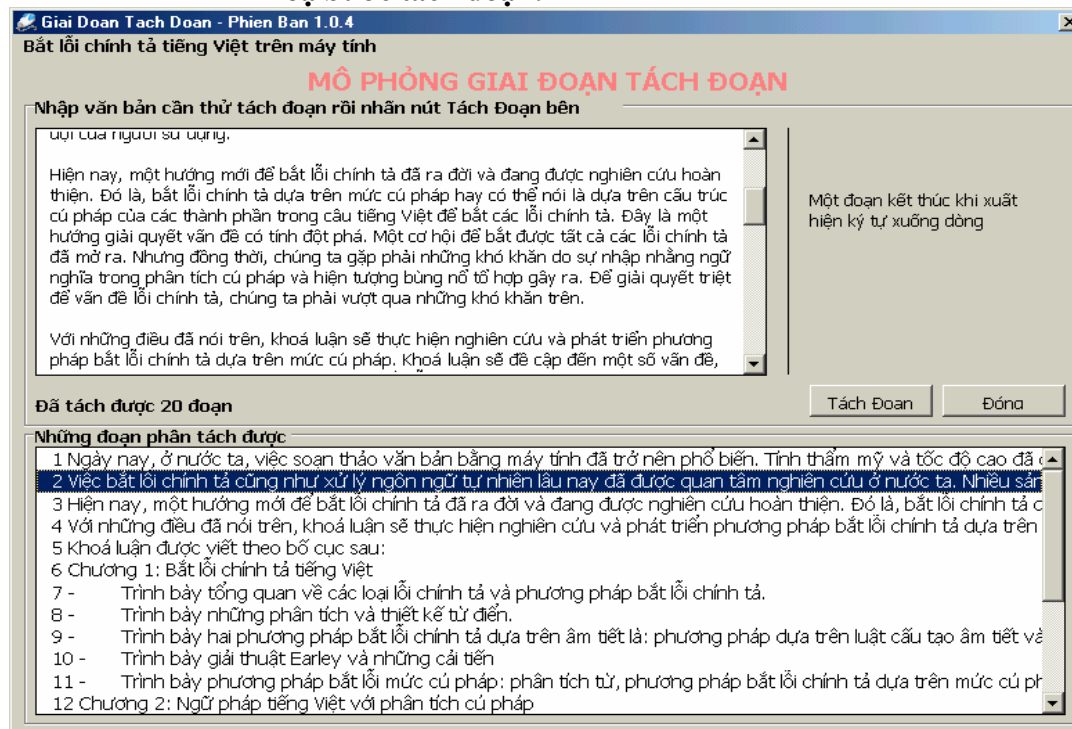 Giai Doan Tach Doan - Phien Ban 1.0.4
Bắt lỗi chính tả tiếng Việt trên máy tính
MÔ PHỎNG GIAI ĐOẠN TÁCH ĐOẠN
Nhập văn bản cần thử tách đoạn rồi nhấn nút Tách Đoạn bên
của người sử dụng.
Hiện nay, một hướng mới để bắt lỗi chính tả đã ra đời và đang được nghiên cứu hoàn
thiện. Đó là, bắt lỗi chính tả dựa trên mức cú pháp hay có thể nói là dựa trên cấu trúc
cú pháp của các thành phần trong câu tiếng Việt để bắt các lỗi chính tả. Đây là một
hướng giải quyết vấn đề có tính đột phá. Một cơ hội để bắt được tất cả các lỗi chính tả
đã mở ra. Nhưng đồng thời, chúng ta gặp phải những khó khăn do sự nhập nhằng ngữ
nghĩa trong phân tích cú pháp và hiện tượng bùng nổ tổ hợp gây ra. Để giải quyết triệt
để vấn đề lỗi chính tả, chúng ta phải vượt qua những khó khăn trên.
Với những điều đã nói trên, khoá luận sẽ thực hiện nghiên cứu và phát triển phương
pháp bắt lỗi chính tả dựa trên mức cú pháp. Khoá luận sẽ đề cập đến một số vấn đề,
Một đoạn kết thúc khi xuất
hiện ký tự xuống dòng
Đã tách được 20 đoạn
Tách Đoan
Đóng
Những đoạn phân tách được
1 Ngày nay, ở nước ta, việc soạn thảo văn bản bằng máy tính đã trở nên phổ biến. Tính thẩm mỹ và tốc độ cao đã
2 Việc bắt lỗi chính tả cũng như xử lý ngôn ngữ tự nhiên lâu nay đã được quan tâm nghiên cứu ở nước ta. Nhiều
3 Hiện nay, một hướng mới để bắt lỗi chính tả đã ra đời và đang được nghiên cứu hoàn thiện. Đó là, bắt lỗi chính tả
4 Với những điều đã nói trên, khoá luận sẽ thực hiện nghiên cứu và phát triển phương pháp bắt lỗi chính tả dựa trên
5 Khoá luận được viết theo bố cục sau:
6 Chương 1: Bắt lỗi chính tả tiếng Việt
7 - Trình bày tổng quan về các loại lỗi chính tả và phương pháp bắt lỗi chính tả.
8 - Trình bày những phân tích và thiết kế từ điển.
9 - Trình bày hai phương pháp bắt lỗi chính tả dựa trên âm tiết là: phương pháp dựa trên luật cấu tạo âm tiết và
10 - Trình bày giải thuật Earley và những cải tiến
11 - Trình bày phương pháp bắt lỗi mức cú pháp: phân tích từ, phương pháp bắt lỗi chính tả dựa trên mức cú
12 Chương 2: Ngữ pháp tiếng Việt với phân tích cú pháp